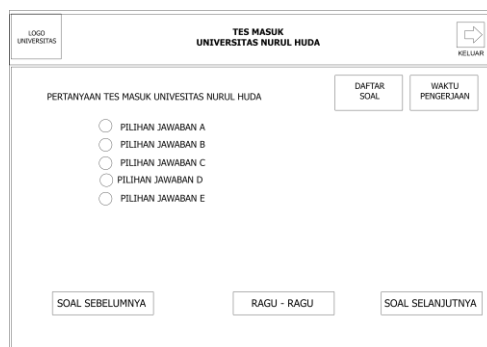 LOGO
UNIVERSITAS
TES MASUK
UNIVERSITAS NURUL HUDA
KELUAR
PERTANYAAN TES MASUK UNIVESITAS NURUL HUDA
DAFTAR
SOAL
WAKTU
PENGERJAAN
PILIHAN JAWABAN A
PILIHAN JAWABAN B
PILIHAN JAWABAN C
PILIHAN JAWABAN D
PILIHAN JAWABAN E
SOAL SEBELUMNYA
RAGU - RAGU
SOAL SELANJUTNYA